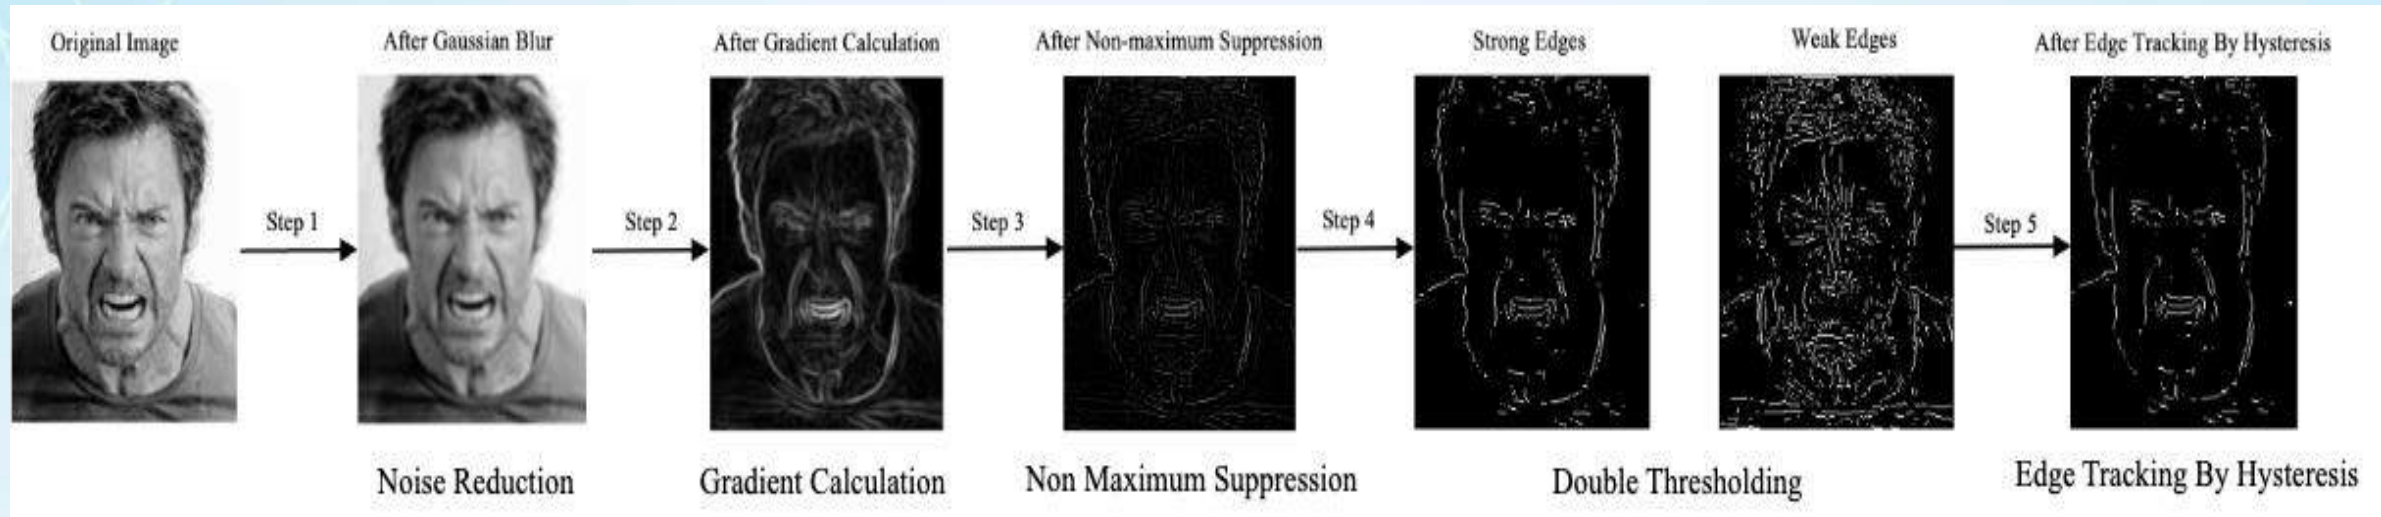 Original Image
After Gaussian Blur
After Gradient Calculation
After Non-maximum Suppression
Strong Edges
Weak Edges
After Edge Tracking By Hysteresis
Step 1
Step 2
Step 3
Step 4
Step 5
Noise Reduction
Gradient Calculation
Non Maximum Suppression
Double Thresholding
Edge Tracking By Hysteresis